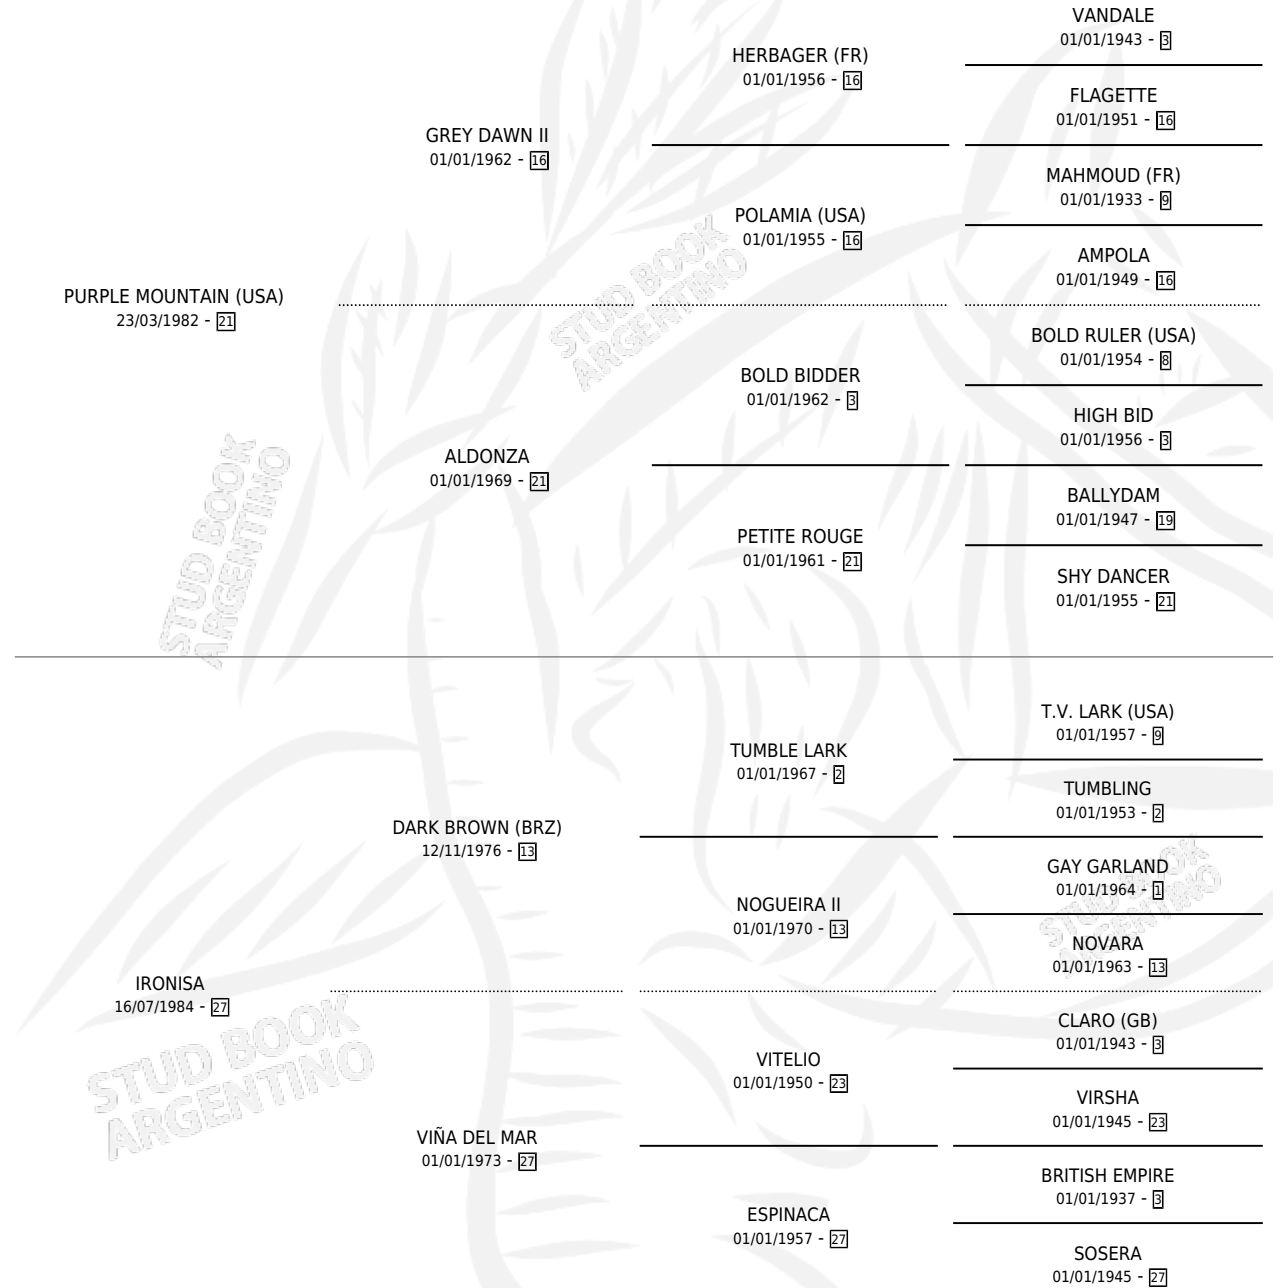 VANDALE
01/01/1943 - 3
HERBAGER (FR)
01/01/1956 - 16
FLAGETTE
01/01/1951 - 16
GREY DAWN II
01/01/1962 - 16
MAHMOUD (FR)
01/01/1933 - 9
POLAMIA (USA)
01/01/1955 - 16
AMPOLA
01/01/1949 - 16
PURPLE MOUNTAIN (USA)
23/03/1982 - 21
STUD BOOK
ARGENTINO
BOLD RULER (USA)
01/01/1954 - 8
BOLD BIDDER
01/01/1962 - 3
HIGH BID
01/01/1956 - 3
ALDONZA
01/01/1969 - 21
BALLYDAM
01/01/1947 - 19
PETITE ROUGE
01/01/1961 - 21
SHY DANCER
01/01/1955 - 21
STUD BOOK
ARGENTINO
T.V. LARK (USA)
01/01/1957 - 9
TUMBLE LARK
01/01/1967 - 2
TUMBLING
01/01/1953 - 2
DARK BROWN (BRZ)
12/11/1976 - 13
GAY GARLAND
01/01/1964 - 1
NOGUEIRA II
01/01/1970 - 13
STUD BOOK
ARGENTINO
NOVARA
01/01/1963 - 13
IRONISA
16/07/1984 - 27
CLARO (GB)
01/01/1943 - 3
VITELIO
01/01/1950 - 23
VIRSHA
01/01/1945 - 23
STUD BOOK
ARGENTINO
VIÑA DEL MAR
01/01/1973 - 27
BRITISH EMPIRE
01/01/1937 - 3
ESPINACA
01/01/1957 - 27
SOSERA
01/01/1945 - 27